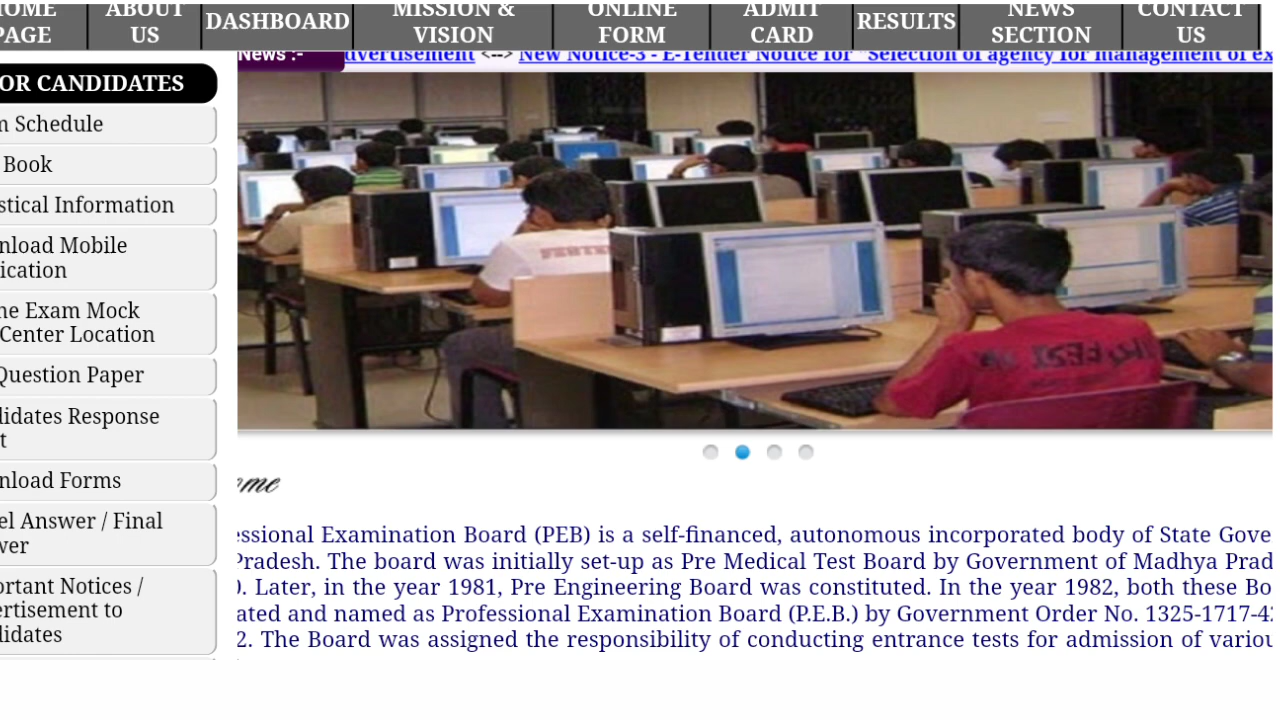 HOME PAGE
ABOUT US
DASHBOARD
MISSION & VISION
ONLINE FORM
ADMIT CARD
RESULTS
NEWS SECTION
CONTACT US
News :-
dvertisement <--> New Notice-3 - E-Tender Notice for "Selection of agency for management of ex
OR CANDIDATES
n Schedule
Book
stical Information
nload Mobile
ication
ne Exam Mock
Center Location
Question Paper
lidates Response
t
nload Forms
el Answer / Final
wer
ortant Notices /
ertisement to
lidates
ome
essional Examination Board (PEB) is a self-financed, autonomous incorporated body of State Gove
Pradesh. The board was initially set-up as Pre Medical Test Board by Government of Madhya Prad
). Later, in the year 1981, Pre Engineering Board was constituted. In the year 1982, both these Bo
ated and named as Professional Examination Board (P.E.B.) by Government Order No. 1325-1717-42
2. The Board was assigned the responsibility of conducting entrance tests for admission of variou